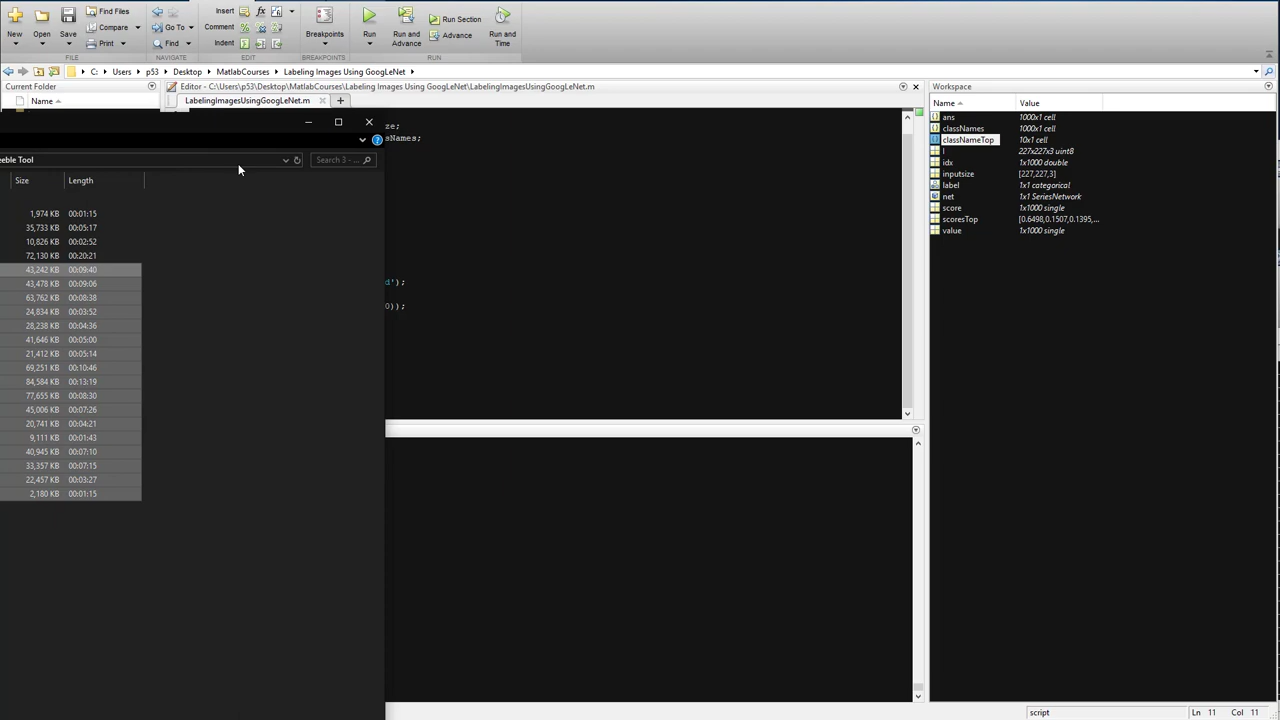 New
Open
Save
Find Files
Compare
Print
Go To
Find
Insert
fx
Comment
Indent
Breakpoints
Run
Run and
Advance
Run Section
Advance
Run and
Time
FILE
NAVIGATE
EDIT
BREAKPOINTS
RUN
C: Users p53 Desktop MatlabCourses Labeling Images Using GoogLeNet
Current Folder
Name
Editor - C:\Users\p53\Desktop\MatlabCourses\Labeling Images Using GoogLeNet\LabelingImagesUsingGoogLeNet.m
LabelingImagesUsingGoogLeNet.m
ze;
sNames;
d');
0));
eeble Tool
Search 3 - ...
Size Length
1,974 KB 00:01:15
35,733 KB 00:05:17
10,826 KB 00:02:52
72,130 KB 00:20:21
43,242 KB 00:09:40
43,478 KB 00:09:06
63,762 KB 00:08:38
24,834 KB 00:03:52
28,238 KB 00:04:36
41,646 KB 00:05:00
21,412 KB 00:05:14
69,251 KB 00:10:46
84,584 KB 00:13:19
77,655 KB 00:08:30
45,006 KB 00:07:26
20,741 KB 00:04:21
9,111 KB 00:01:43
40,945 KB 00:07:10
33,357 KB 00:07:15
22,457 KB 00:03:27
2,180 KB 00:01:15
Workspace
Name Value
ans 1000x1 cell
classNames 1000x1 cell
classNameTop 10x1 cell
I 227x227x3 uint8
idx 1x1000 double
inputsize [227,227,3]
label 1x1 categorical
net 1x1 SeriesNetwork
score 1x1000 single
scoresTop [0.6498,0.1507,0.1395,...
value 1x1000 single
script Ln 11 Col 11